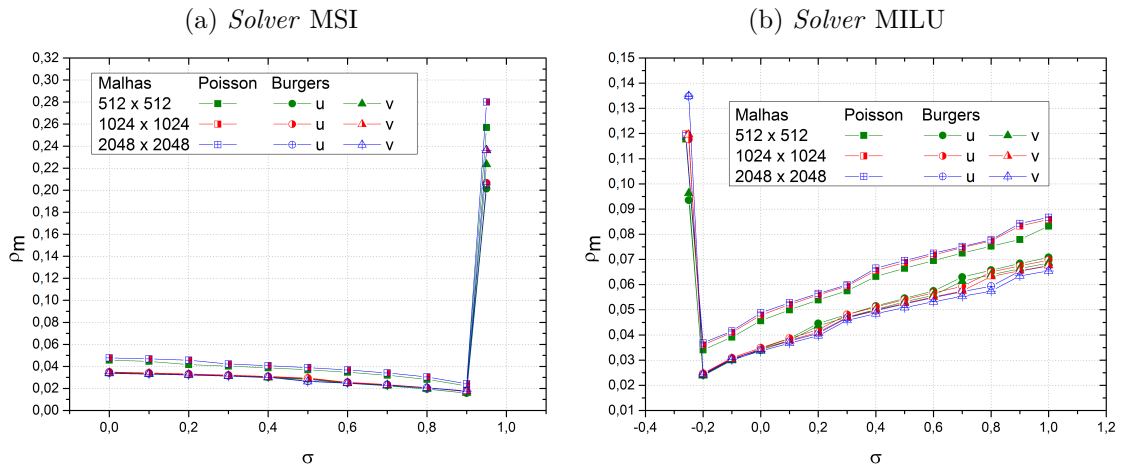 (a) Solver MSI
(b) Solver MILU
0,32
0,30
0,28
0,26
0,24
0,22
0,20
0,18
0,16
0,14
0,12
0,10
0,08
0,06
0,04
0,02
0,00
ρm
Malhas Poisson Burgers
512 x 512 u v
1024 x 1024 u v
2048 x 2048 u v
0,0 0,2 0,4 0,6 0,8 1,0
σ
0,15
0,14
0,13
0,12
0,11
0,10
0,09
0,08
0,07
0,06
0,05
0,04
0,03
0,02
0,01
ρm
Malhas Poisson Burgers
512 x 512 u v
1024 x 1024 u v
2048 x 2048 u v
-0,4 -0,2 0,0 0,2 0,4 0,6 0,8 1,0 1,2
σ